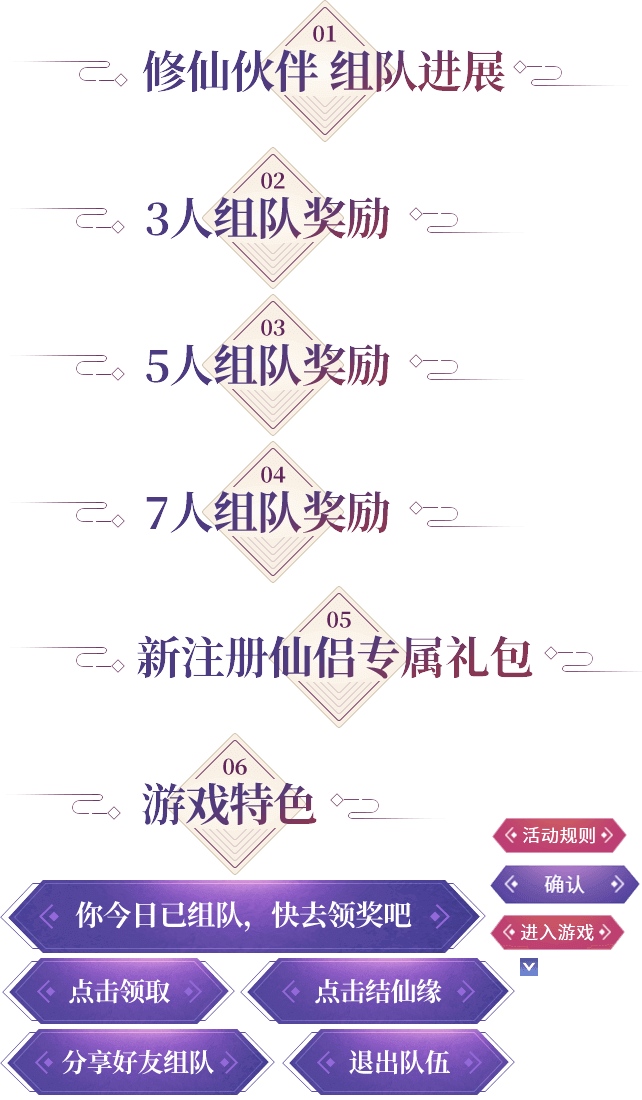 01
修仙伙伴 组队进展
02
3人组队奖励
03
5人组队奖励
04
7人组队奖励
05
新注册仙侣专属礼包
06
游戏特色
活动规则
确认
你今日已组队，快去领奖吧
进入游戏
点击领取
点击结仙缘
分享好友组队
退出队伍